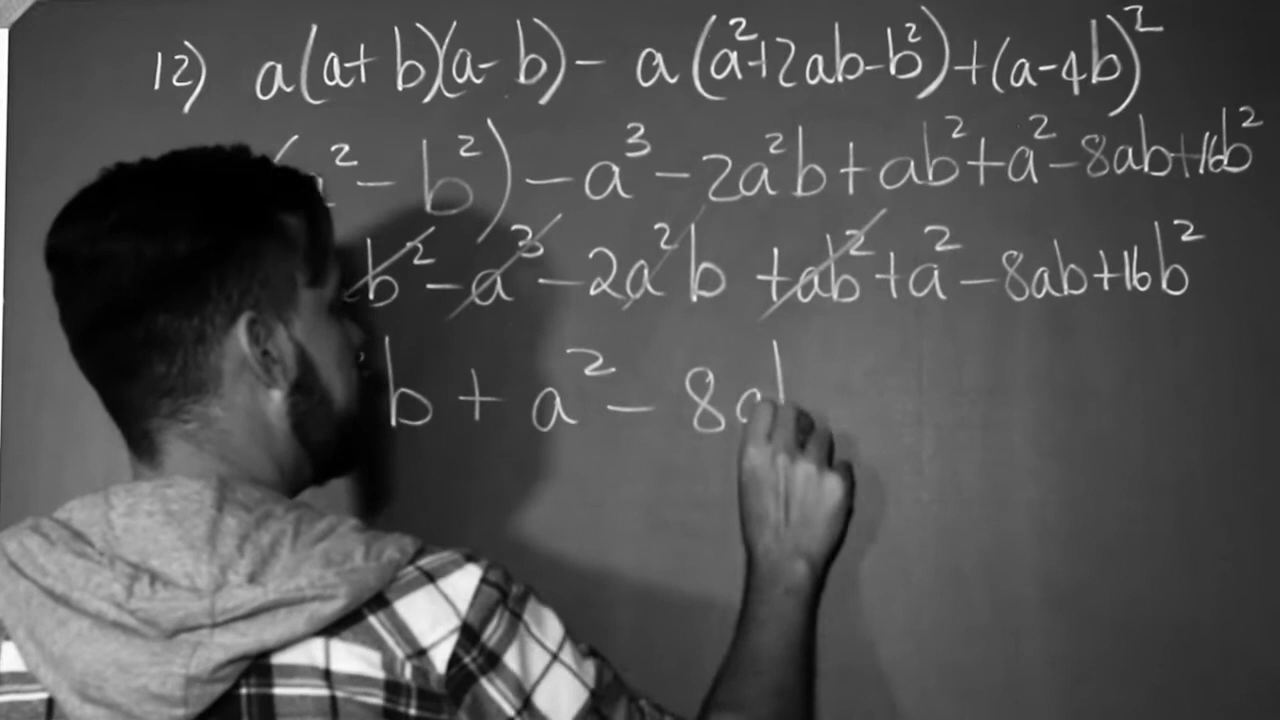 12) a(a+b)(a-b)- a(a²+2ab-b²)+(a-4b)²
² - b²) - a³ - 2a²b + ab² + a² - 8ab + 16b²
b² - a³ - 2a²b + ab² + a² - 8ab + 16b²
b + a² - 8a